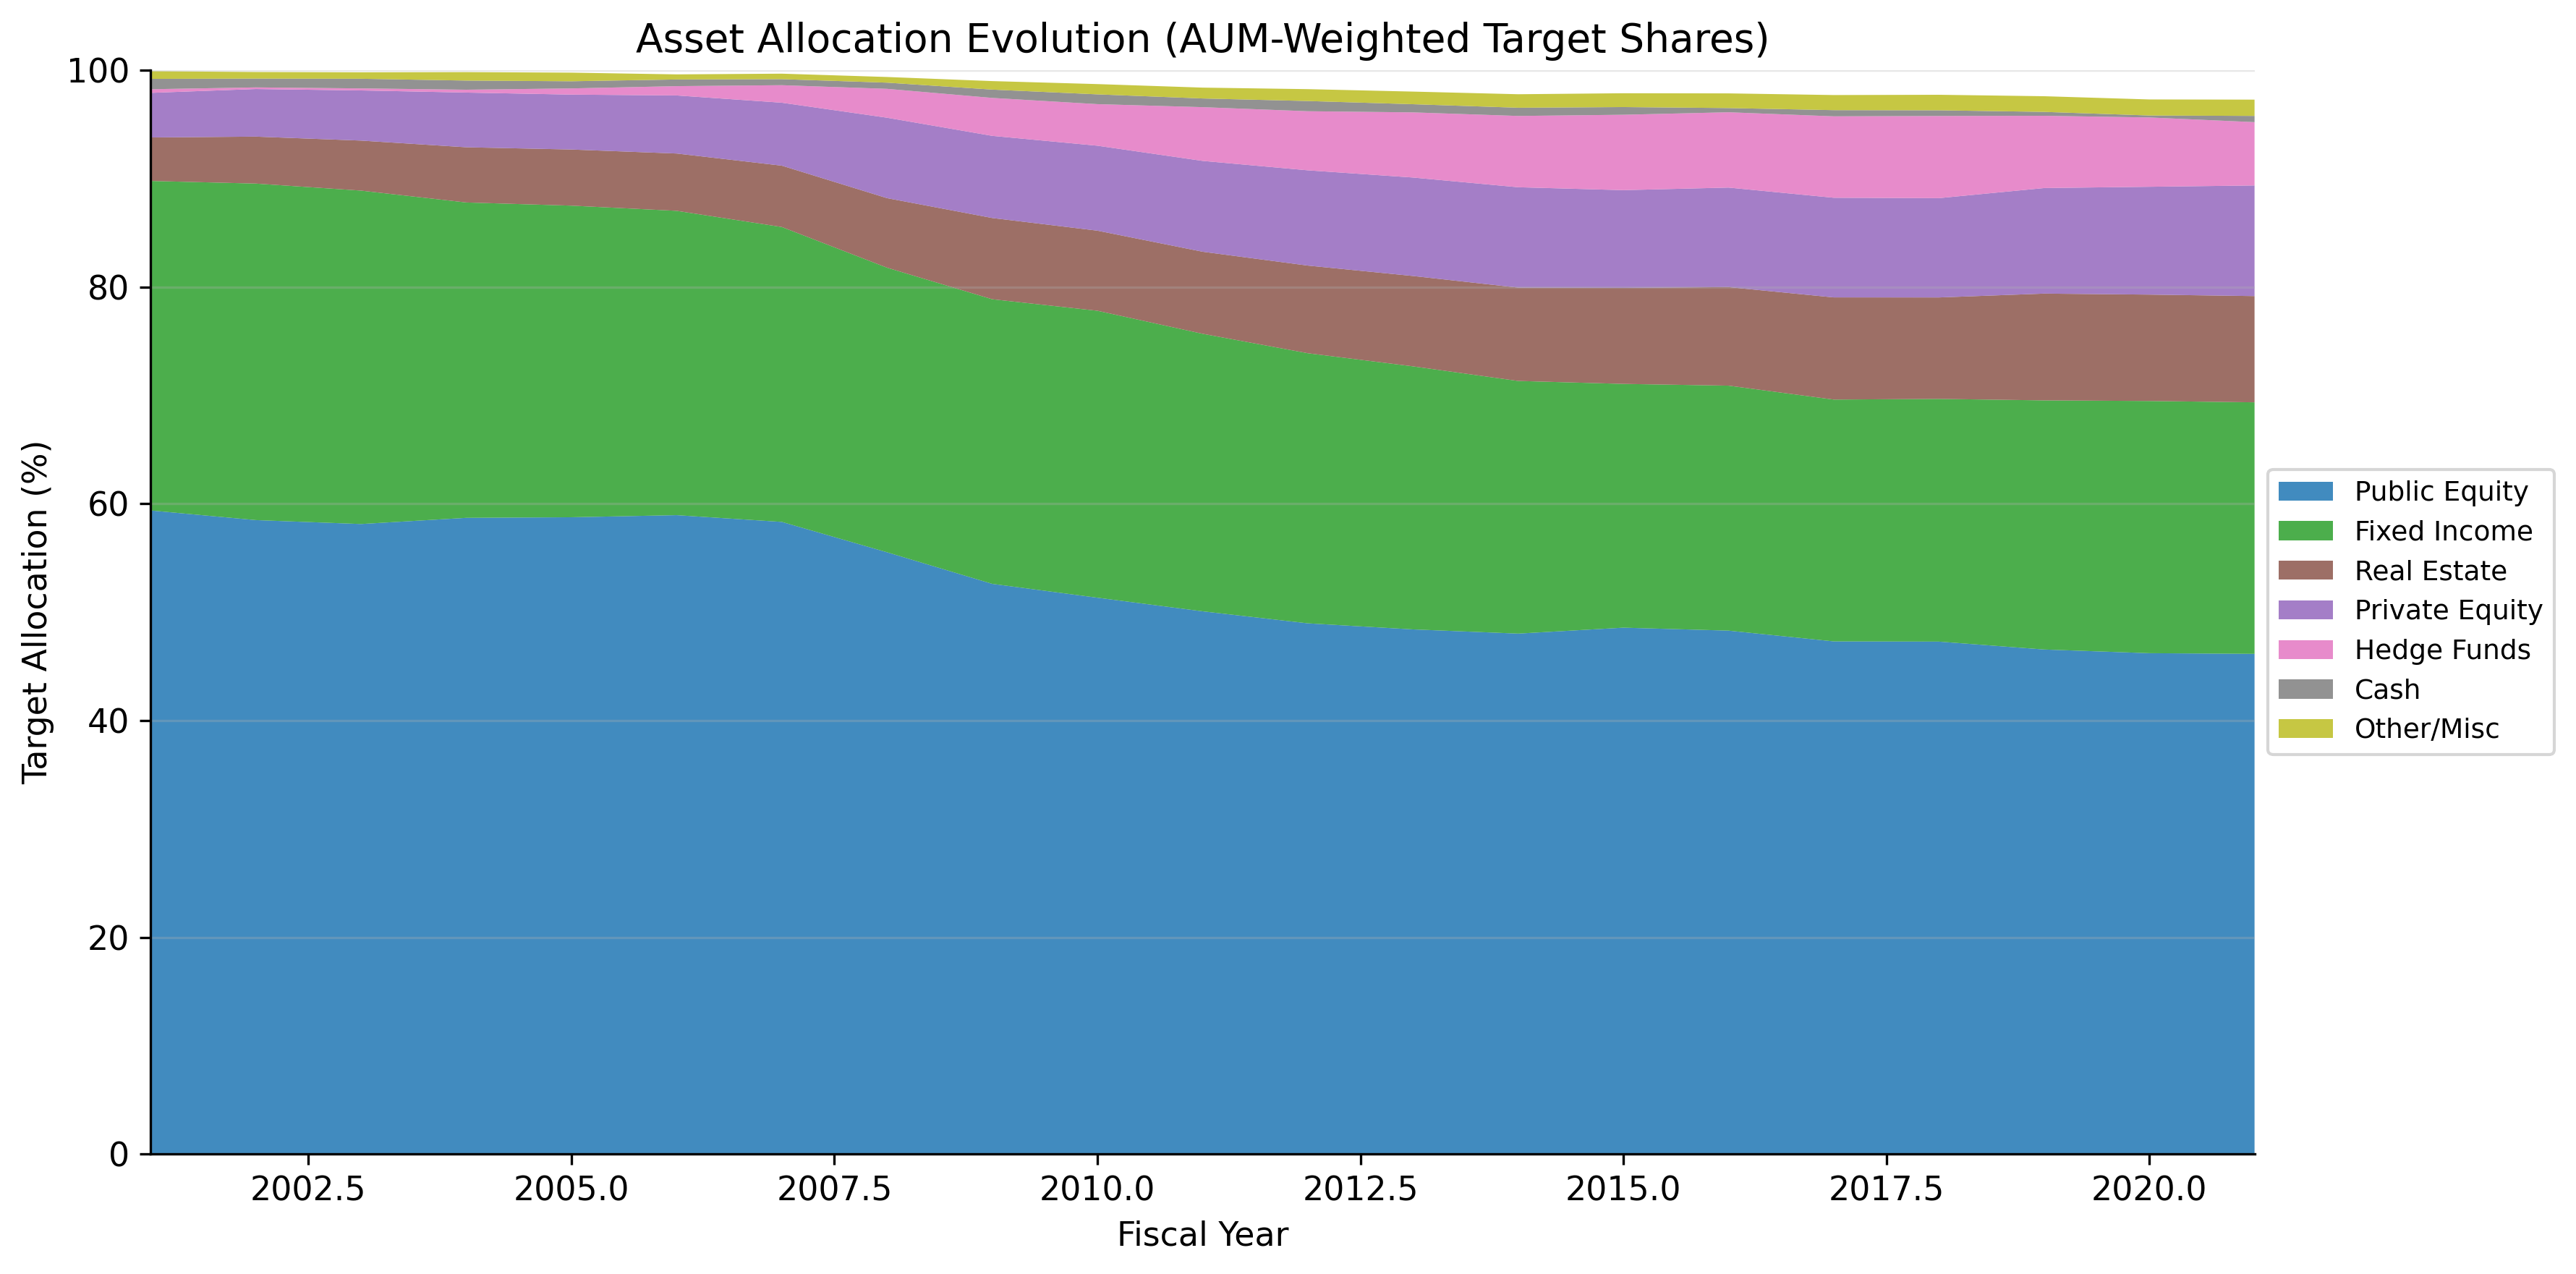 Asset Allocation Evolution (AUM-Weighted Target Shares)
Target Allocation (%)
100
80
60
40
20
0
2002.5 2005.0 2007.5 2010.0 2012.5 2015.0 2017.5 2020.0
Fiscal Year
Public Equity
Fixed Income
Real Estate
Private Equity
Hedge Funds
Cash
Other/Misc